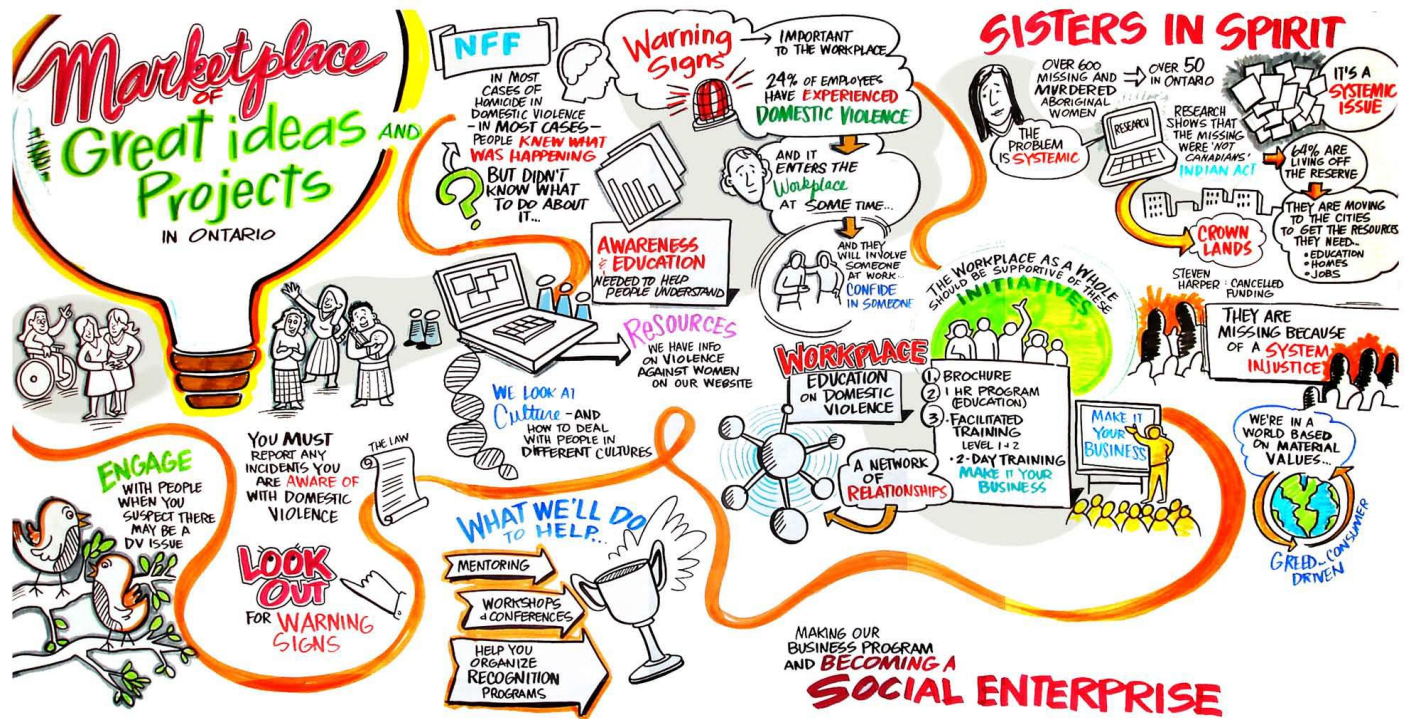 Marketplace
OF
Great ideas AND
Projects
IN ONTARIO
NFF
IN MOST
CASES OF
HOMICIDE IN
DOMESTIC VIOLENCE
- IN MOST CASES -
PEOPLE KNEW WHAT
WAS HAPPENING
BUT DIDN'T
KNOW WHAT
TO DO ABOUT
IT...
?
AWARENESS
& EDUCATION
NEEDED TO HELP
PEOPLE UNDERSTAND
RESOURCES
WE HAVE INFO
ON VIOLENCE
AGAINST WOMEN
ON OUR WEBSITE
WE LOOK AT
Culture - AND
HOW TO DEAL
WITH PEOPLE IN
DIFFERENT CULTURES
Warning
Signs
IMPORTANT
TO THE WORKPLACE
24% OF EMPLOYEES
HAVE EXPERIENCED
DOMESTIC VIOLENCE
AND IT
ENTERS THE
Workplace
AT SOME TIME...
AND THEY
WILL INVOLVE
SOMEONE
AT WORK...
CONFIDE
IN SOMEONE
SISTERS IN SPIRIT
THE
PROBLEM
IS SYSTEMIC
OVER 600
MISSING AND
MURDERED
ABORIGINAL
WOMEN
OVER 50
IN ONTARIO
IT'S A
SYSTEMIC
ISSUE
RESEARCH
RESEARCH
SHOWS THAT
THE MISSING
WERE 'NOT
CANADIANS'
INDIAN ACT
64% ARE
LIVING OFF
THE RESERVE
THEY ARE MOVING
TO THE CITIES
TO GET THE RESOURCES
THEY NEED...
• EDUCATION
• HOMES
• JOBS
CROWN
LANDS
STEVEN
HARPER : CANCELLED
FUNDING
THEY ARE
MISSING BECAUSE
OF A SYSTEM
INJUSTICE
WE'RE IN A
WORLD BASED
ON MATERIAL
VALUES...
GREED - CONSUMER
DRIVEN
THE WORKPLACE AS A WHOLE
SHOULD BE SUPPORTIVE OF THESE
INITIATIVES
WORKPLACE
EDUCATION
ON DOMESTIC
VIOLENCE
1 BROCHURE
2 1 HR PROGRAM
(EDUCATION)
3. FACILITATED
TRAINING
LEVEL 1 + 2
• 2-DAY TRAINING
MAKE IT YOUR
BUSINESS
MAKE IT
YOUR
BUSINESS
A NETWORK
OF
RELATIONSHIPS
ENGAGE
WITH PEOPLE
WHEN YOU
SUSPECT THERE
MAY BE A
DV ISSUE
YOU MUST
REPORT ANY
INCIDENTS YOU
ARE AWARE OF
WITH DOMESTIC
VIOLENCE
THE LAW
LOOK
OUT
FOR WARNING
SIGNS
WHAT WE'LL DO
TO HELP...
MENTORING
WORKSHOPS
& CONFERENCES
HELP YOU
ORGANIZE
RECOGNITION
PROGRAMS
MAKING OUR
BUSINESS PROGRAM
AND BECOMING A
SOCIAL ENTERPRISE